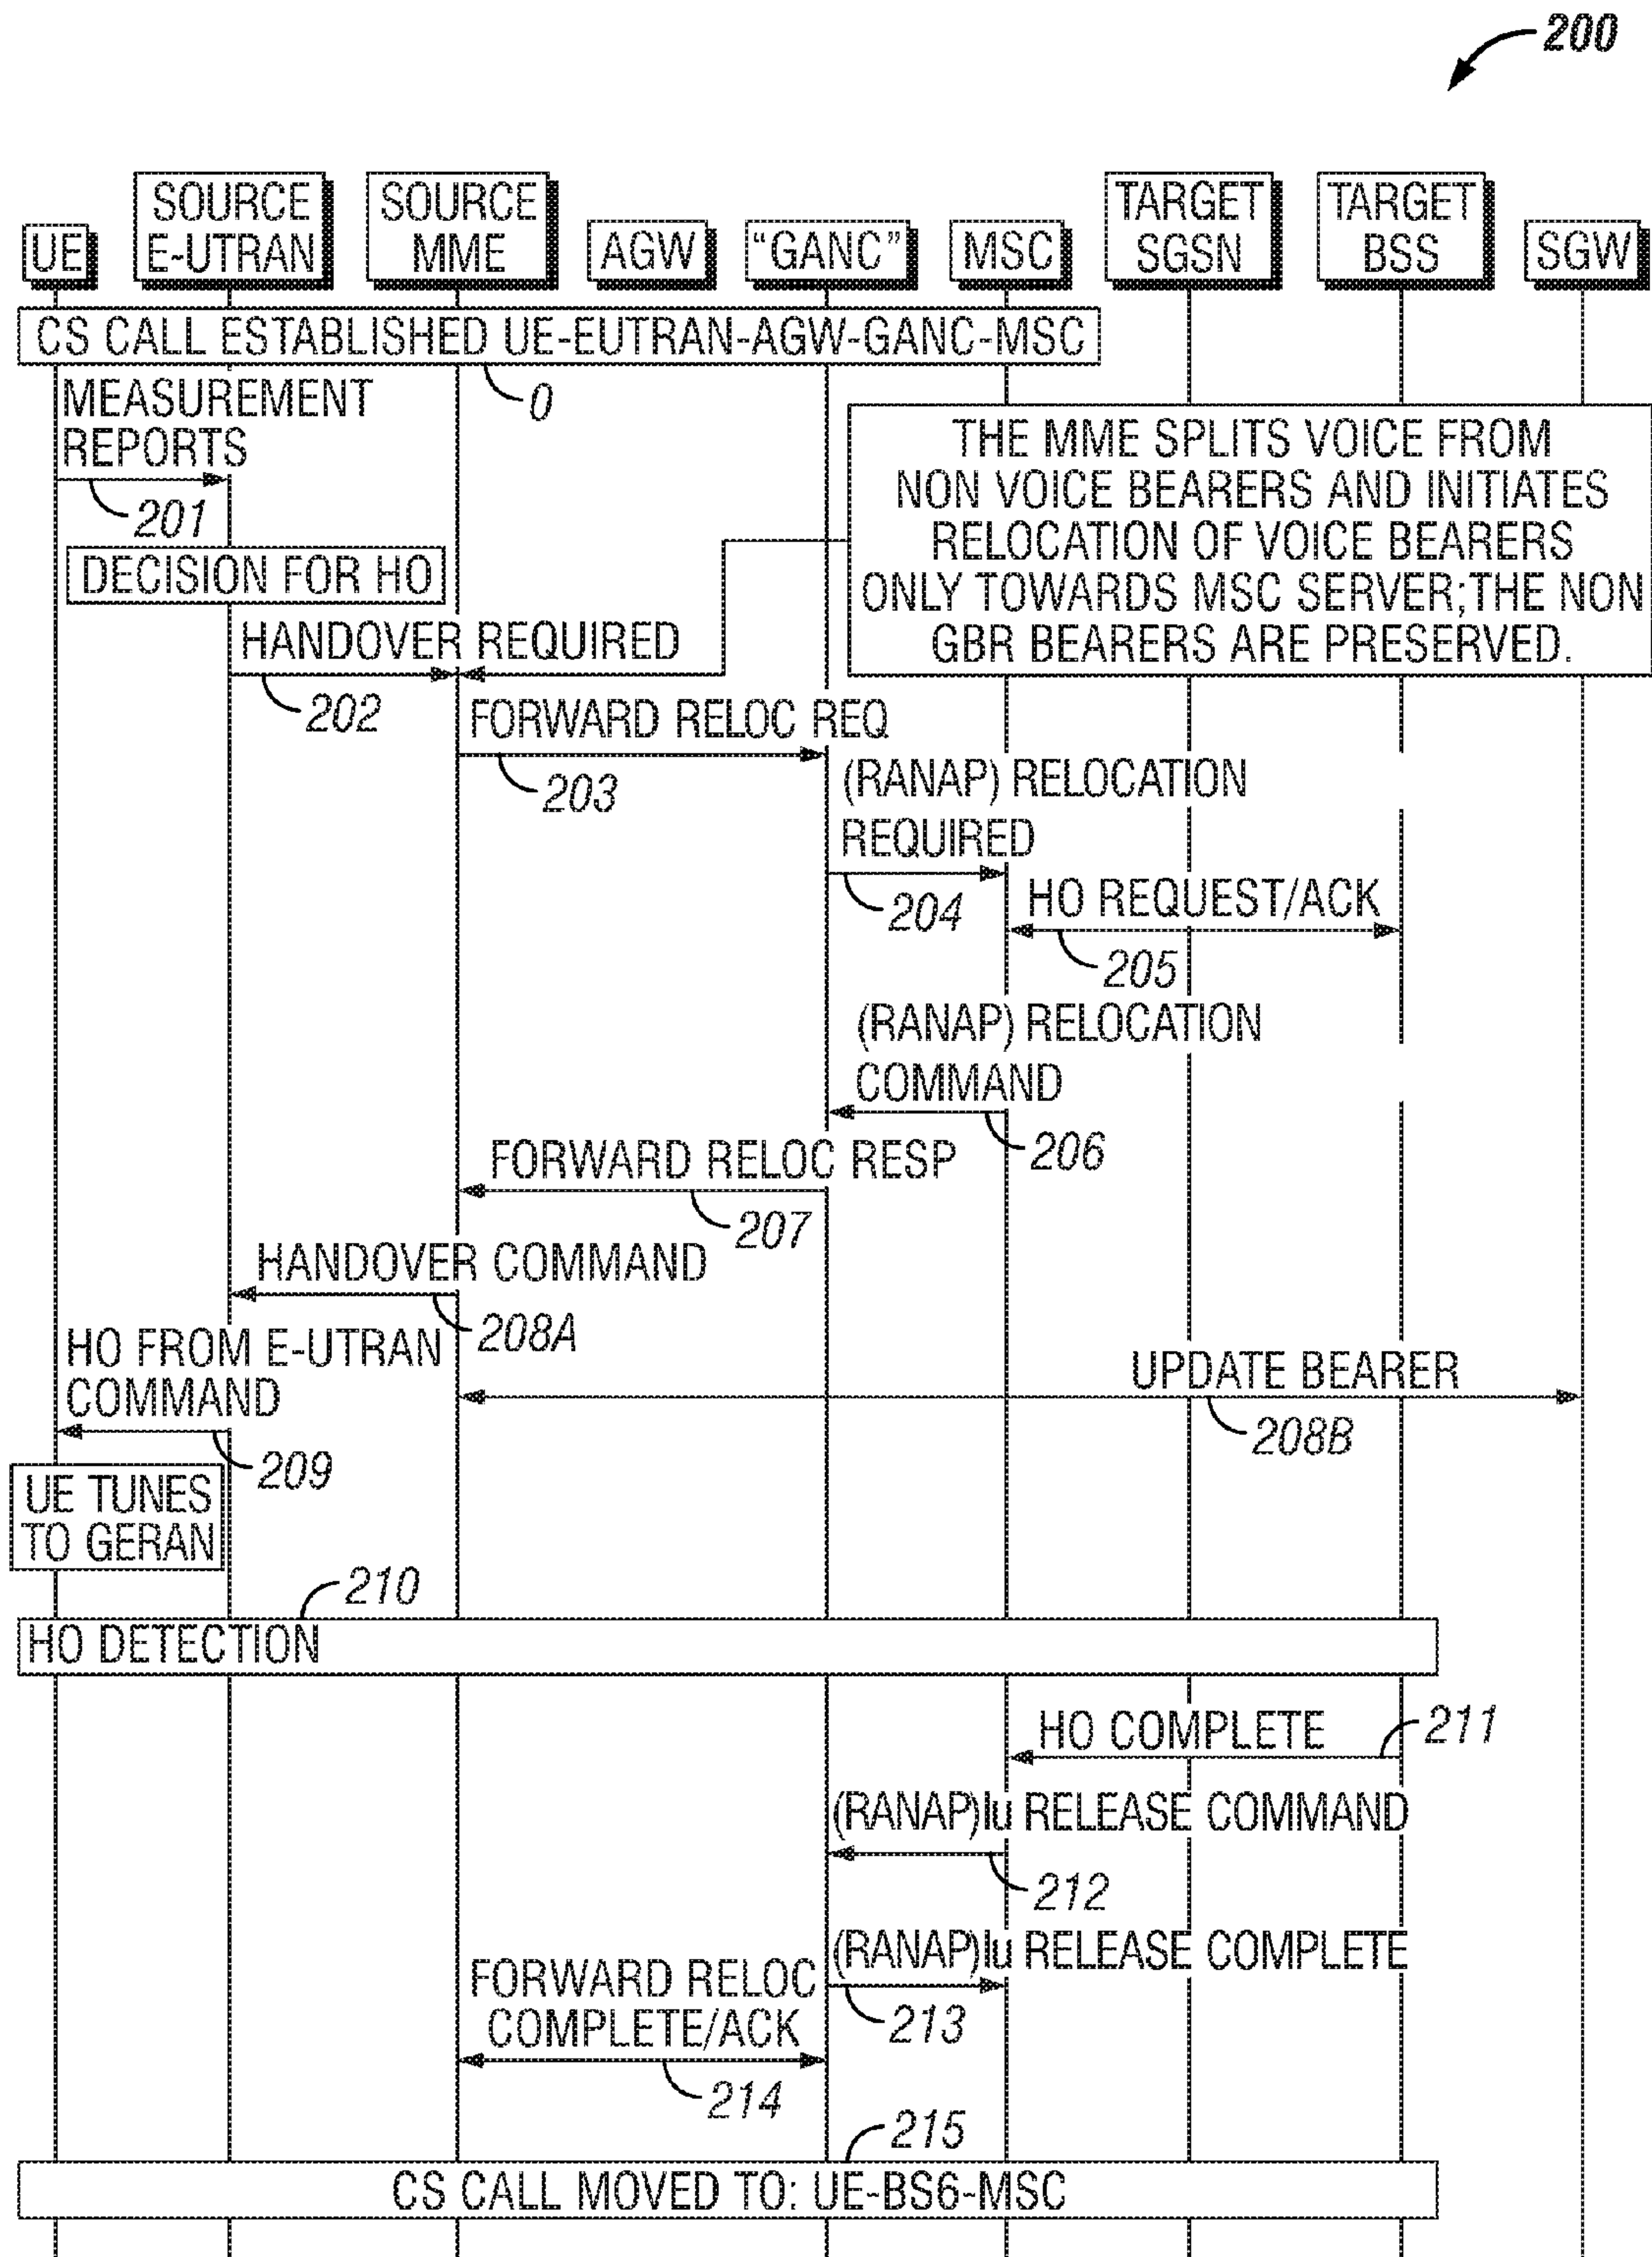 200
UE
SOURCE
E-UTRAN
SOURCE
MME
AGW
"GANC"
MSC
TARGET
SGSN
TARGET
BSS
SGW
CS CALL ESTABLISHED UE-EUTRAN-AGW-GANC-MSC
0
MEASUREMENT
REPORTS
201
THE MME SPLITS VOICE FROM
NON VOICE BEARERS AND INITIATES
RELOCATION OF VOICE BEARERS
ONLY TOWARDS MSC SERVER;THE NON
GBR BEARERS ARE PRESERVED.
DECISION FOR HO
HANDOVER REQUIRED
202
FORWARD RELOC REQ
203
(RANAP) RELOCATION
REQUIRED
204
HO REQUEST/ACK
205
(RANAP) RELOCATION
COMMAND
206
FORWARD RELOC RESP
207
HANDOVER COMMAND
208A
HO FROM E-UTRAN
COMMAND
209
UPDATE BEARER
208B
UE TUNES
TO GERAN
210
HO DETECTION
HO COMPLETE
211
(RANAP)Iu RELEASE COMMAND
212
(RANAP)Iu RELEASE COMPLETE
213
FORWARD RELOC
COMPLETE/ACK
214
215
CS CALL MOVED TO: UE-BS6-MSC